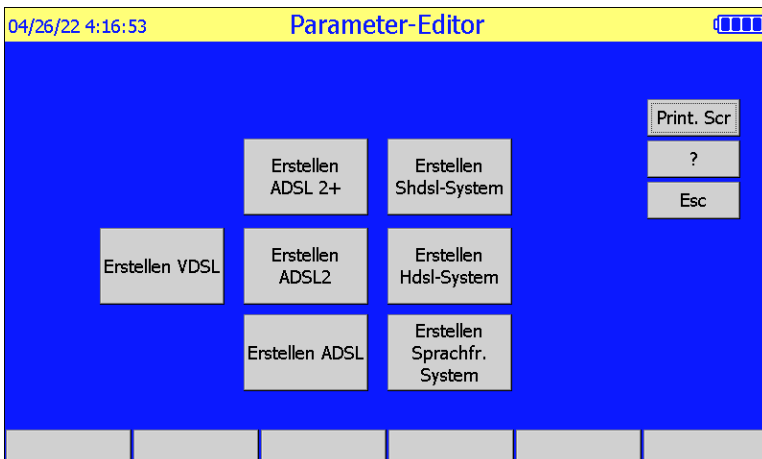 04/26/22 4:16:53
Parameter-Editor
Print. Scr
?
Esc
Erstellen
ADSL 2+
Erstellen
Shdsl-System
Erstellen VDSL
Erstellen
ADSL2
Erstellen
Hdsl-System
Erstellen ADSL
Erstellen
Sprachfr.
System